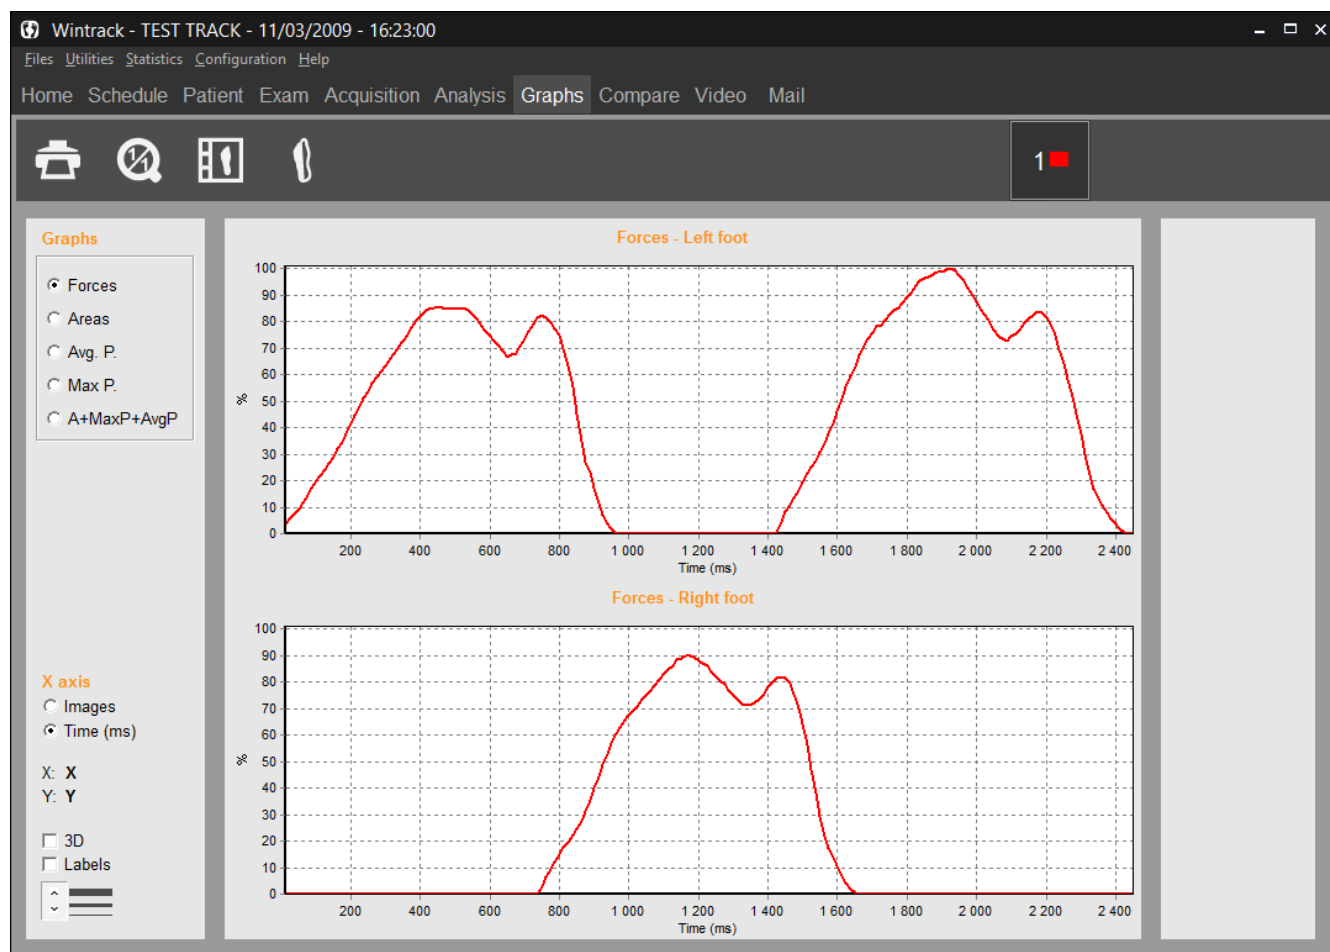 Wintrack - TEST TRACK - 11/03/2009 - 16:23:00
Files Utilities Statistics Configuration Help
Home Schedule Patient Exam Acquisition Analysis Graphs Compare Video Mail
1/1
1
Graphs
Forces
Areas
Avg. P.
Max P.
A+MaxP+AvgP
X axis
Images
Time (ms)
X: X
Y: Y
3D
Labels
Forces - Left foot
100
90
80
70
60
50
40
30
20
10
0
%
200 400 600 800 1 000 1 200 1 400 1 600 1 800 2 000 2 200 2 400
Time (ms)
Forces - Right foot
100
90
80
70
60
50
40
30
20
10
0
%
200 400 600 800 1 000 1 200 1 400 1 600 1 800 2 000 2 200 2 400
Time (ms)